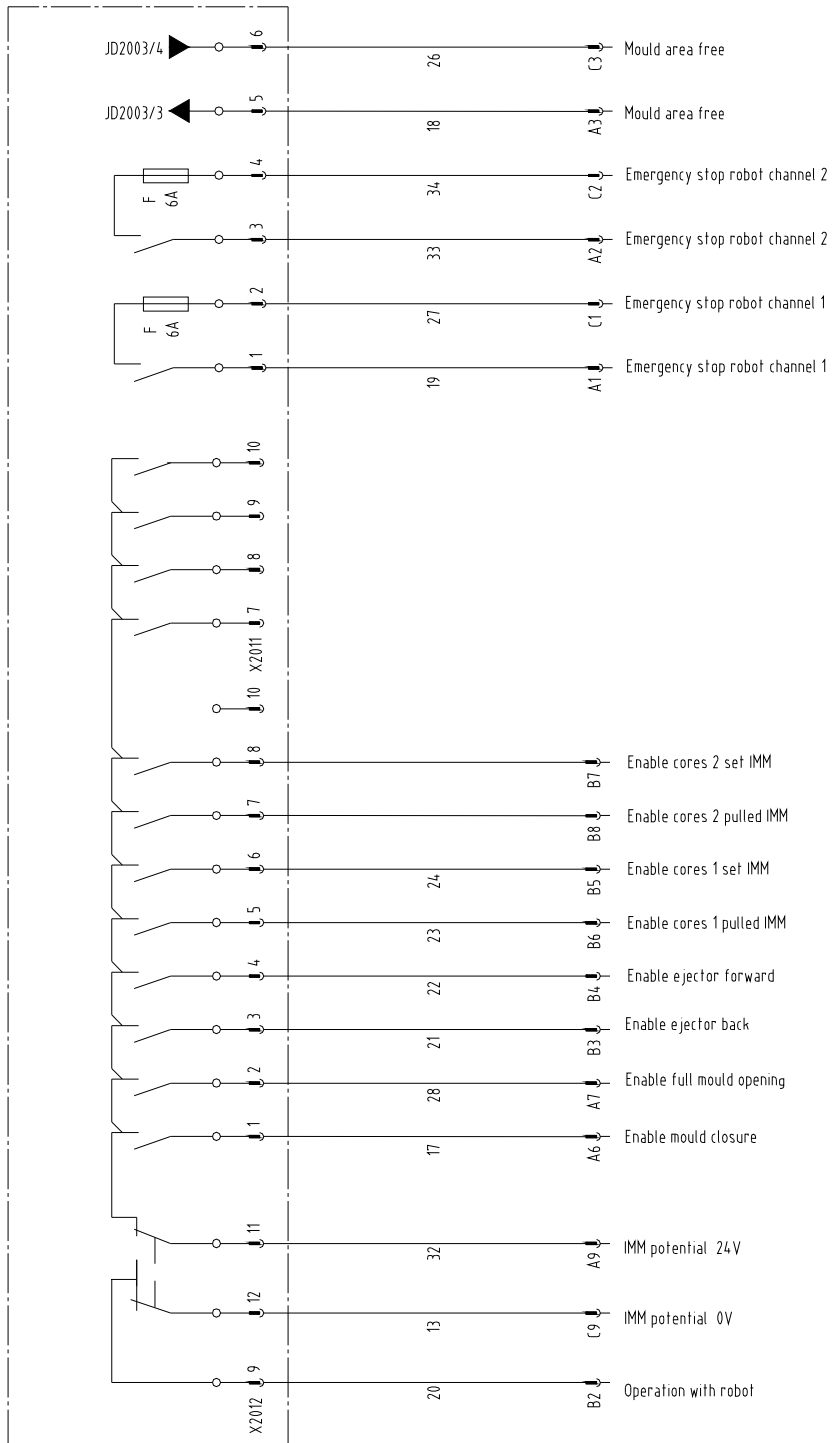 JD2003/4 6 26 C3 Mould area free
JD2003/3 5 18 A3 Mould area free
F 6A 4 34 C2 Emergency stop robot channel 2
3 33 A2 Emergency stop robot channel 2
F 6A 2 27 C1 Emergency stop robot channel 1
1 19 A1 Emergency stop robot channel 1
10
9
8
7
X2011
10
8 B7 Enable cores 2 set IMM
7 B8 Enable cores 2 pulled IMM
6 24 B5 Enable cores 1 set IMM
5 23 B6 Enable cores 1 pulled IMM
4 22 B4 Enable ejector forward
3 21 B3 Enable ejector back
2 28 A7 Enable full mould opening
1 17 A6 Enable mould closure
11 32 A9 IMM potential 24V
12 13 C9 IMM potential 0V
9 20 B2 Operation with robot
X2012